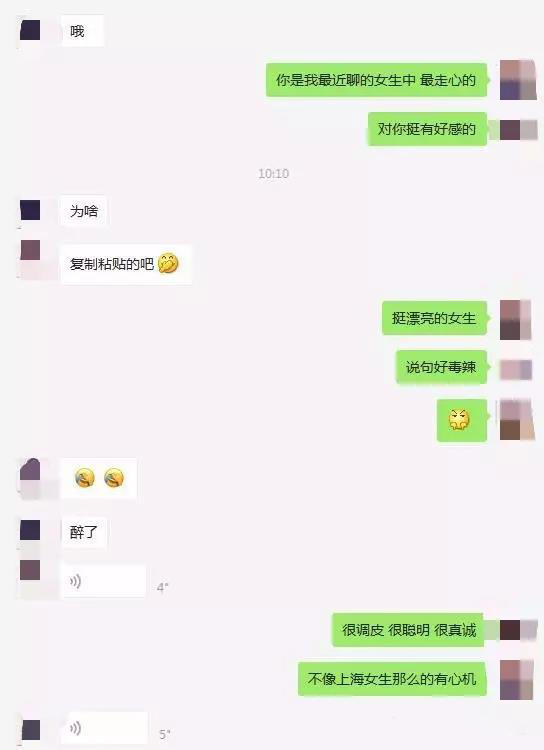 哦
你是我最近聊的女生中 最走心的
对你挺有好感的
10:10
为啥
复制粘贴的吧
挺漂亮的女生
说句好毒辣
醉了
4"
很调皮 很聪明 很真诚
不像上海女生那么的有心机
5"